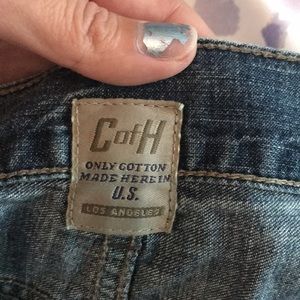 CofH
ONLY COTTON
MADE HERE IN
U.S.
LOS ANGELES